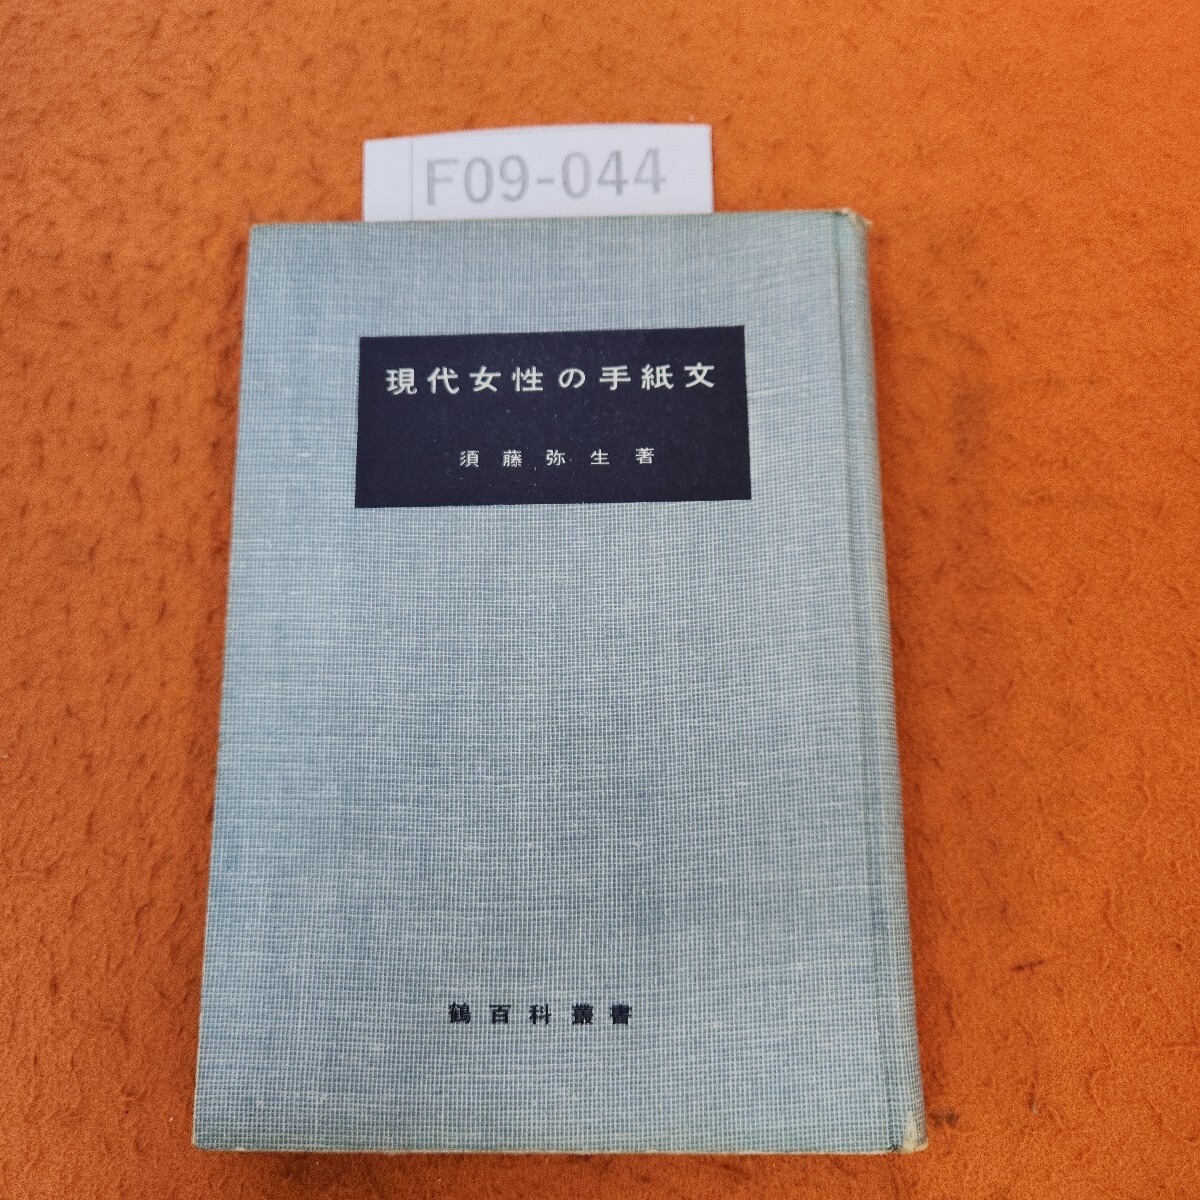 F09-044
現代女性の手紙文
須藤弥生著
鶴百科叢書